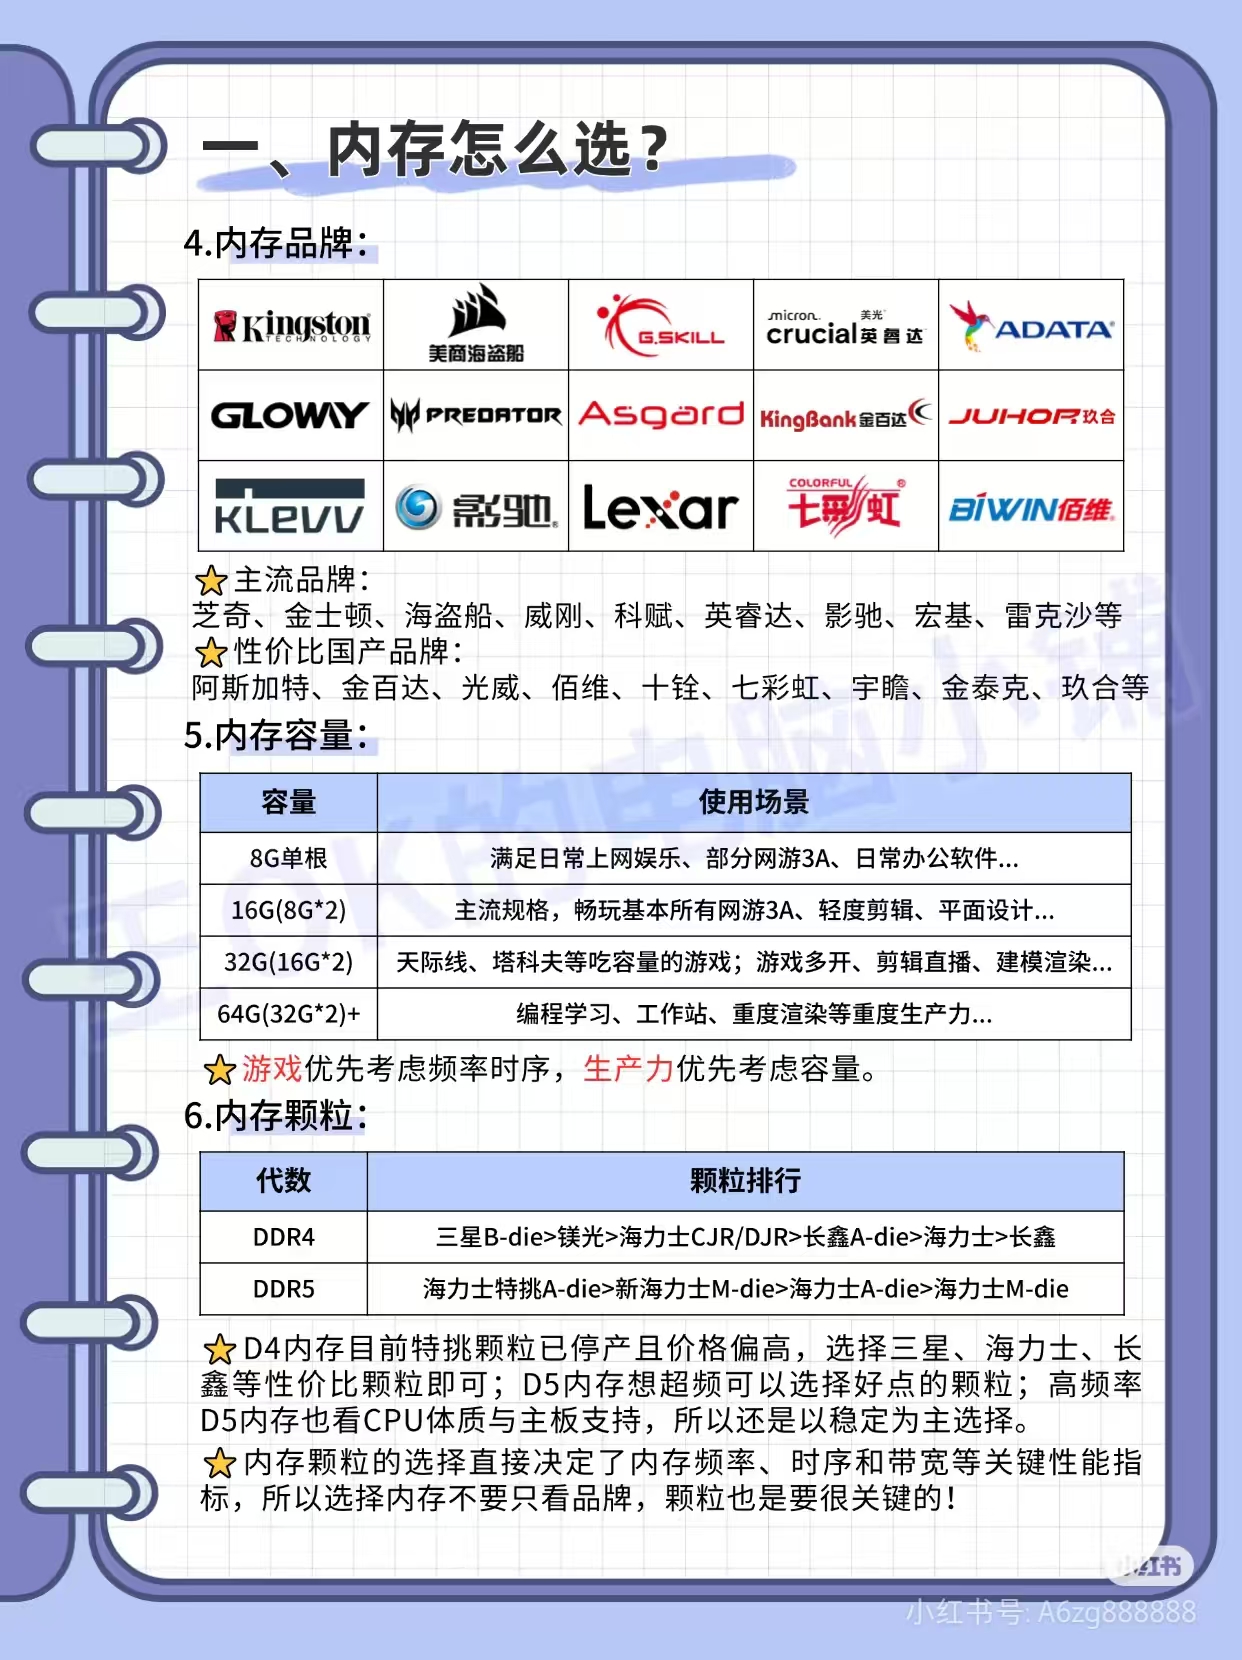 一、内存怎么选？
4.内存品牌：
Kingston TECHNOLOGY
美商海盗船
G.SKILL
micron 美光 crucial 英睿达
ADATA
GLOWAY
PREDATOR
Asgard
KingBank 金百达
JUHOR 玖合
KLEVV
影驰
Lexar
COLORFUL 七彩虹
BIWIN 佰维
⭐主流品牌：
芝奇、金士顿、海盗船、威刚、科赋、英睿达、影驰、宏基、雷克沙等
⭐性价比国产品牌：
阿斯加特、金百达、光威、佰维、十铨、七彩虹、宇瞻、金泰克、玖合等
5.内存容量：
容量 使用场景
8G单根 满足日常上网娱乐、部分网游3A、日常办公软件...
16G(8G*2) 主流规格，畅玩基本所有网游3A、轻度剪辑、平面设计...
32G(16G*2) 天际线、塔科夫等吃容量的游戏；游戏多开、剪辑直播、建模渲染...
64G(32G*2)+ 编程学习、工作站、重度渲染等重度生产力...
⭐游戏优先考虑频率时序，生产力优先考虑容量。
6.内存颗粒：
代数 颗粒排行
DDR4 三星B-die>镁光>海力士CJR/DJR>长鑫A-die>海力士>长鑫
DDR5 海力士特挑A-die>新海力士M-die>海力士A-die>海力士M-die
⭐D4内存目前特挑颗粒已停产且价格偏高，选择三星、海力士、长
鑫等性价比颗粒即可；D5内存想超频可以选择好点的颗粒；高频率
D5内存也看CPU体质与主板支持，所以还是以稳定为主选择。
⭐内存颗粒的选择直接决定了内存频率、时序和带宽等关键性能指
标，所以选择内存不要只看品牌，颗粒也是要很关键的！
王OK的电脑小铺
小红书
小红书号: A6zg888888